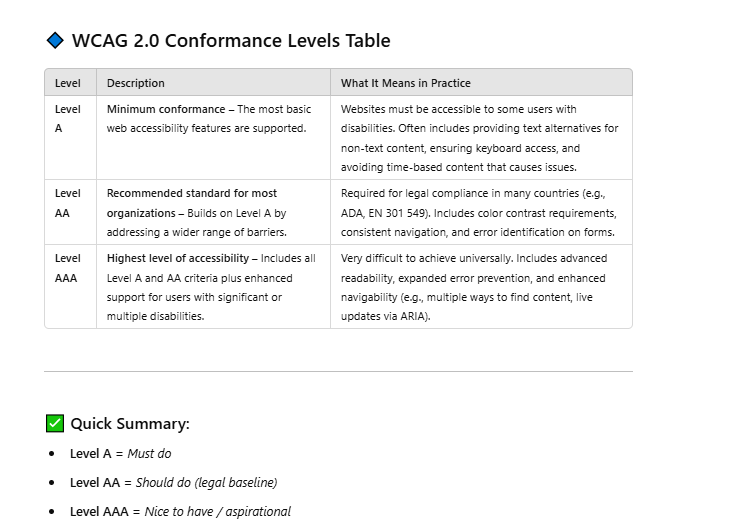 WCAG 2.0 Conformance Levels Table
Level Description What It Means in Practice
Level A
Minimum conformance – The most basic
web accessibility features are supported.
Websites must be accessible to some users with
disabilities. Often includes providing text alternatives for
non-text content, ensuring keyboard access, and
avoiding time-based content that causes issues.
Level AA
Recommended standard for most
organizations – Builds on Level A by
addressing a wider range of barriers.
Required for legal compliance in many countries (e.g.,
ADA, EN 301 549). Includes color contrast requirements,
consistent navigation, and error identification on forms.
Level AAA
Highest level of accessibility – Includes all
Level A and AA criteria plus enhanced
support for users with significant or
multiple disabilities.
Very difficult to achieve universally. Includes advanced
readability, expanded error prevention, and enhanced
navigability (e.g., multiple ways to find content, live
updates via ARIA).
Quick Summary:
Level A = Must do
Level AA = Should do (legal baseline)
Level AAA = Nice to have / aspirational